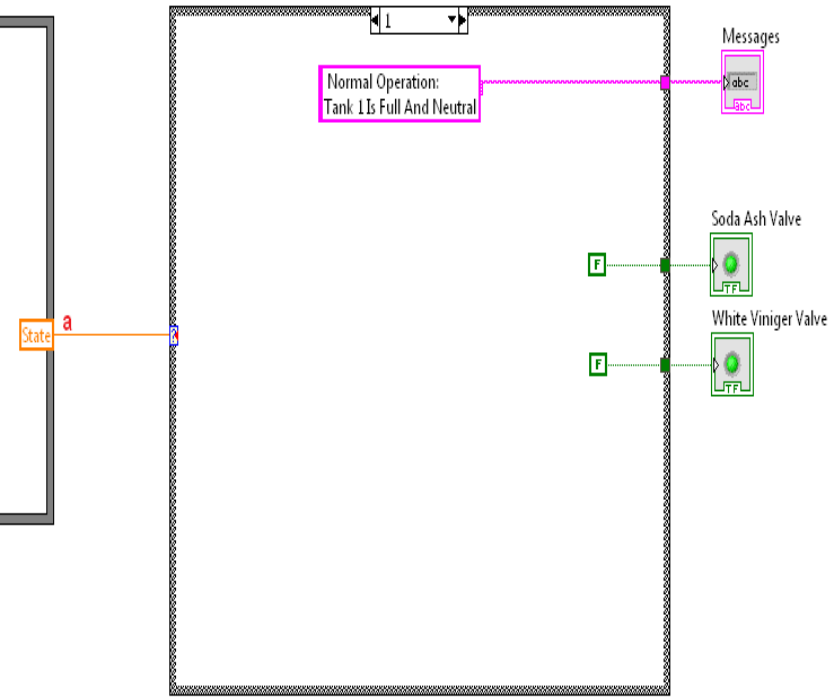 1
Messages
Normal Operation:
Tank 1 Is Full And Neutral
abc
abc
Soda Ash Valve
F
TF
White Viniger Valve
a
State
?
F
TF